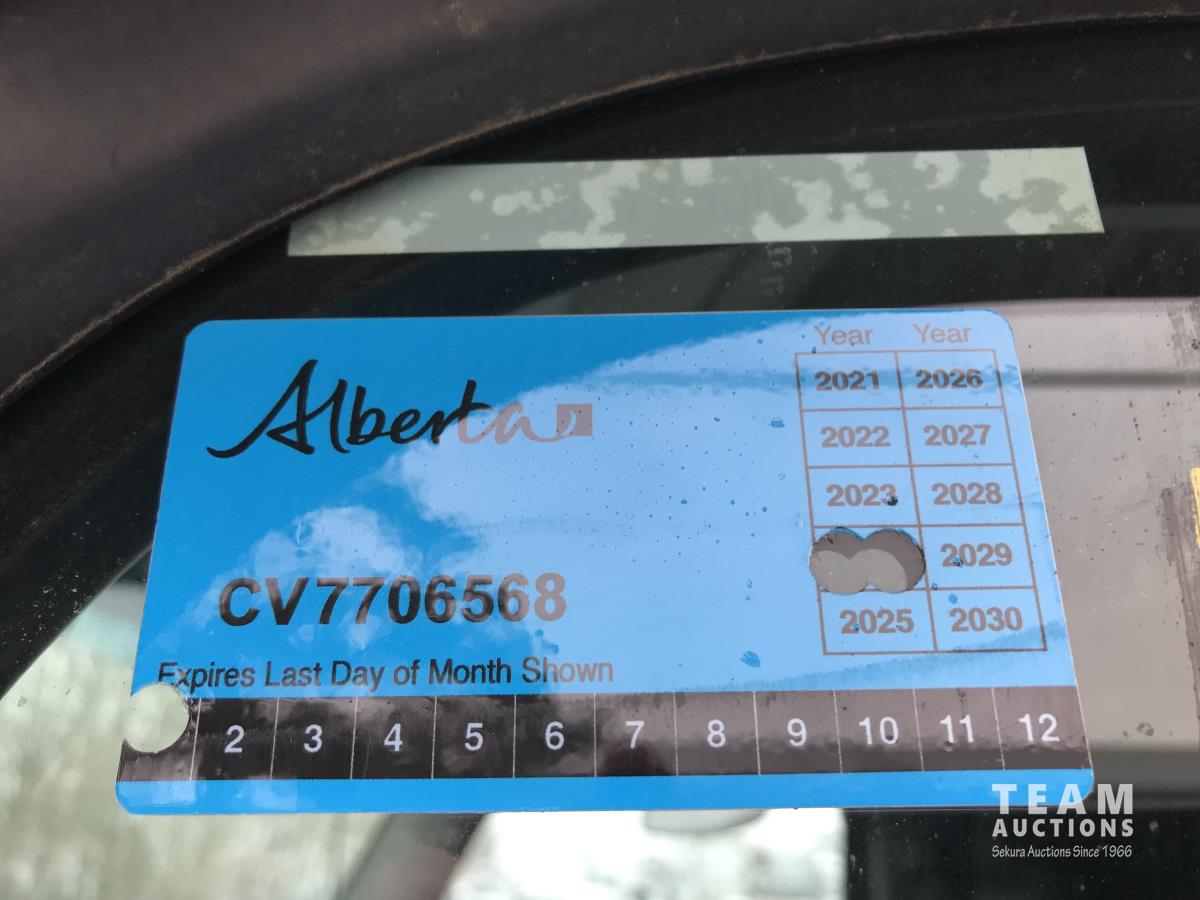 Year Year
2021 2026
2022 2027
Alberta
2023 2028
2029
CV7706568
2025 2030
Expires Last Day of Month Shown
2 3 4 5 6 7 8 9 10 11 12
TEAM
AUCTIONS
Sekura Auctions Since 1966